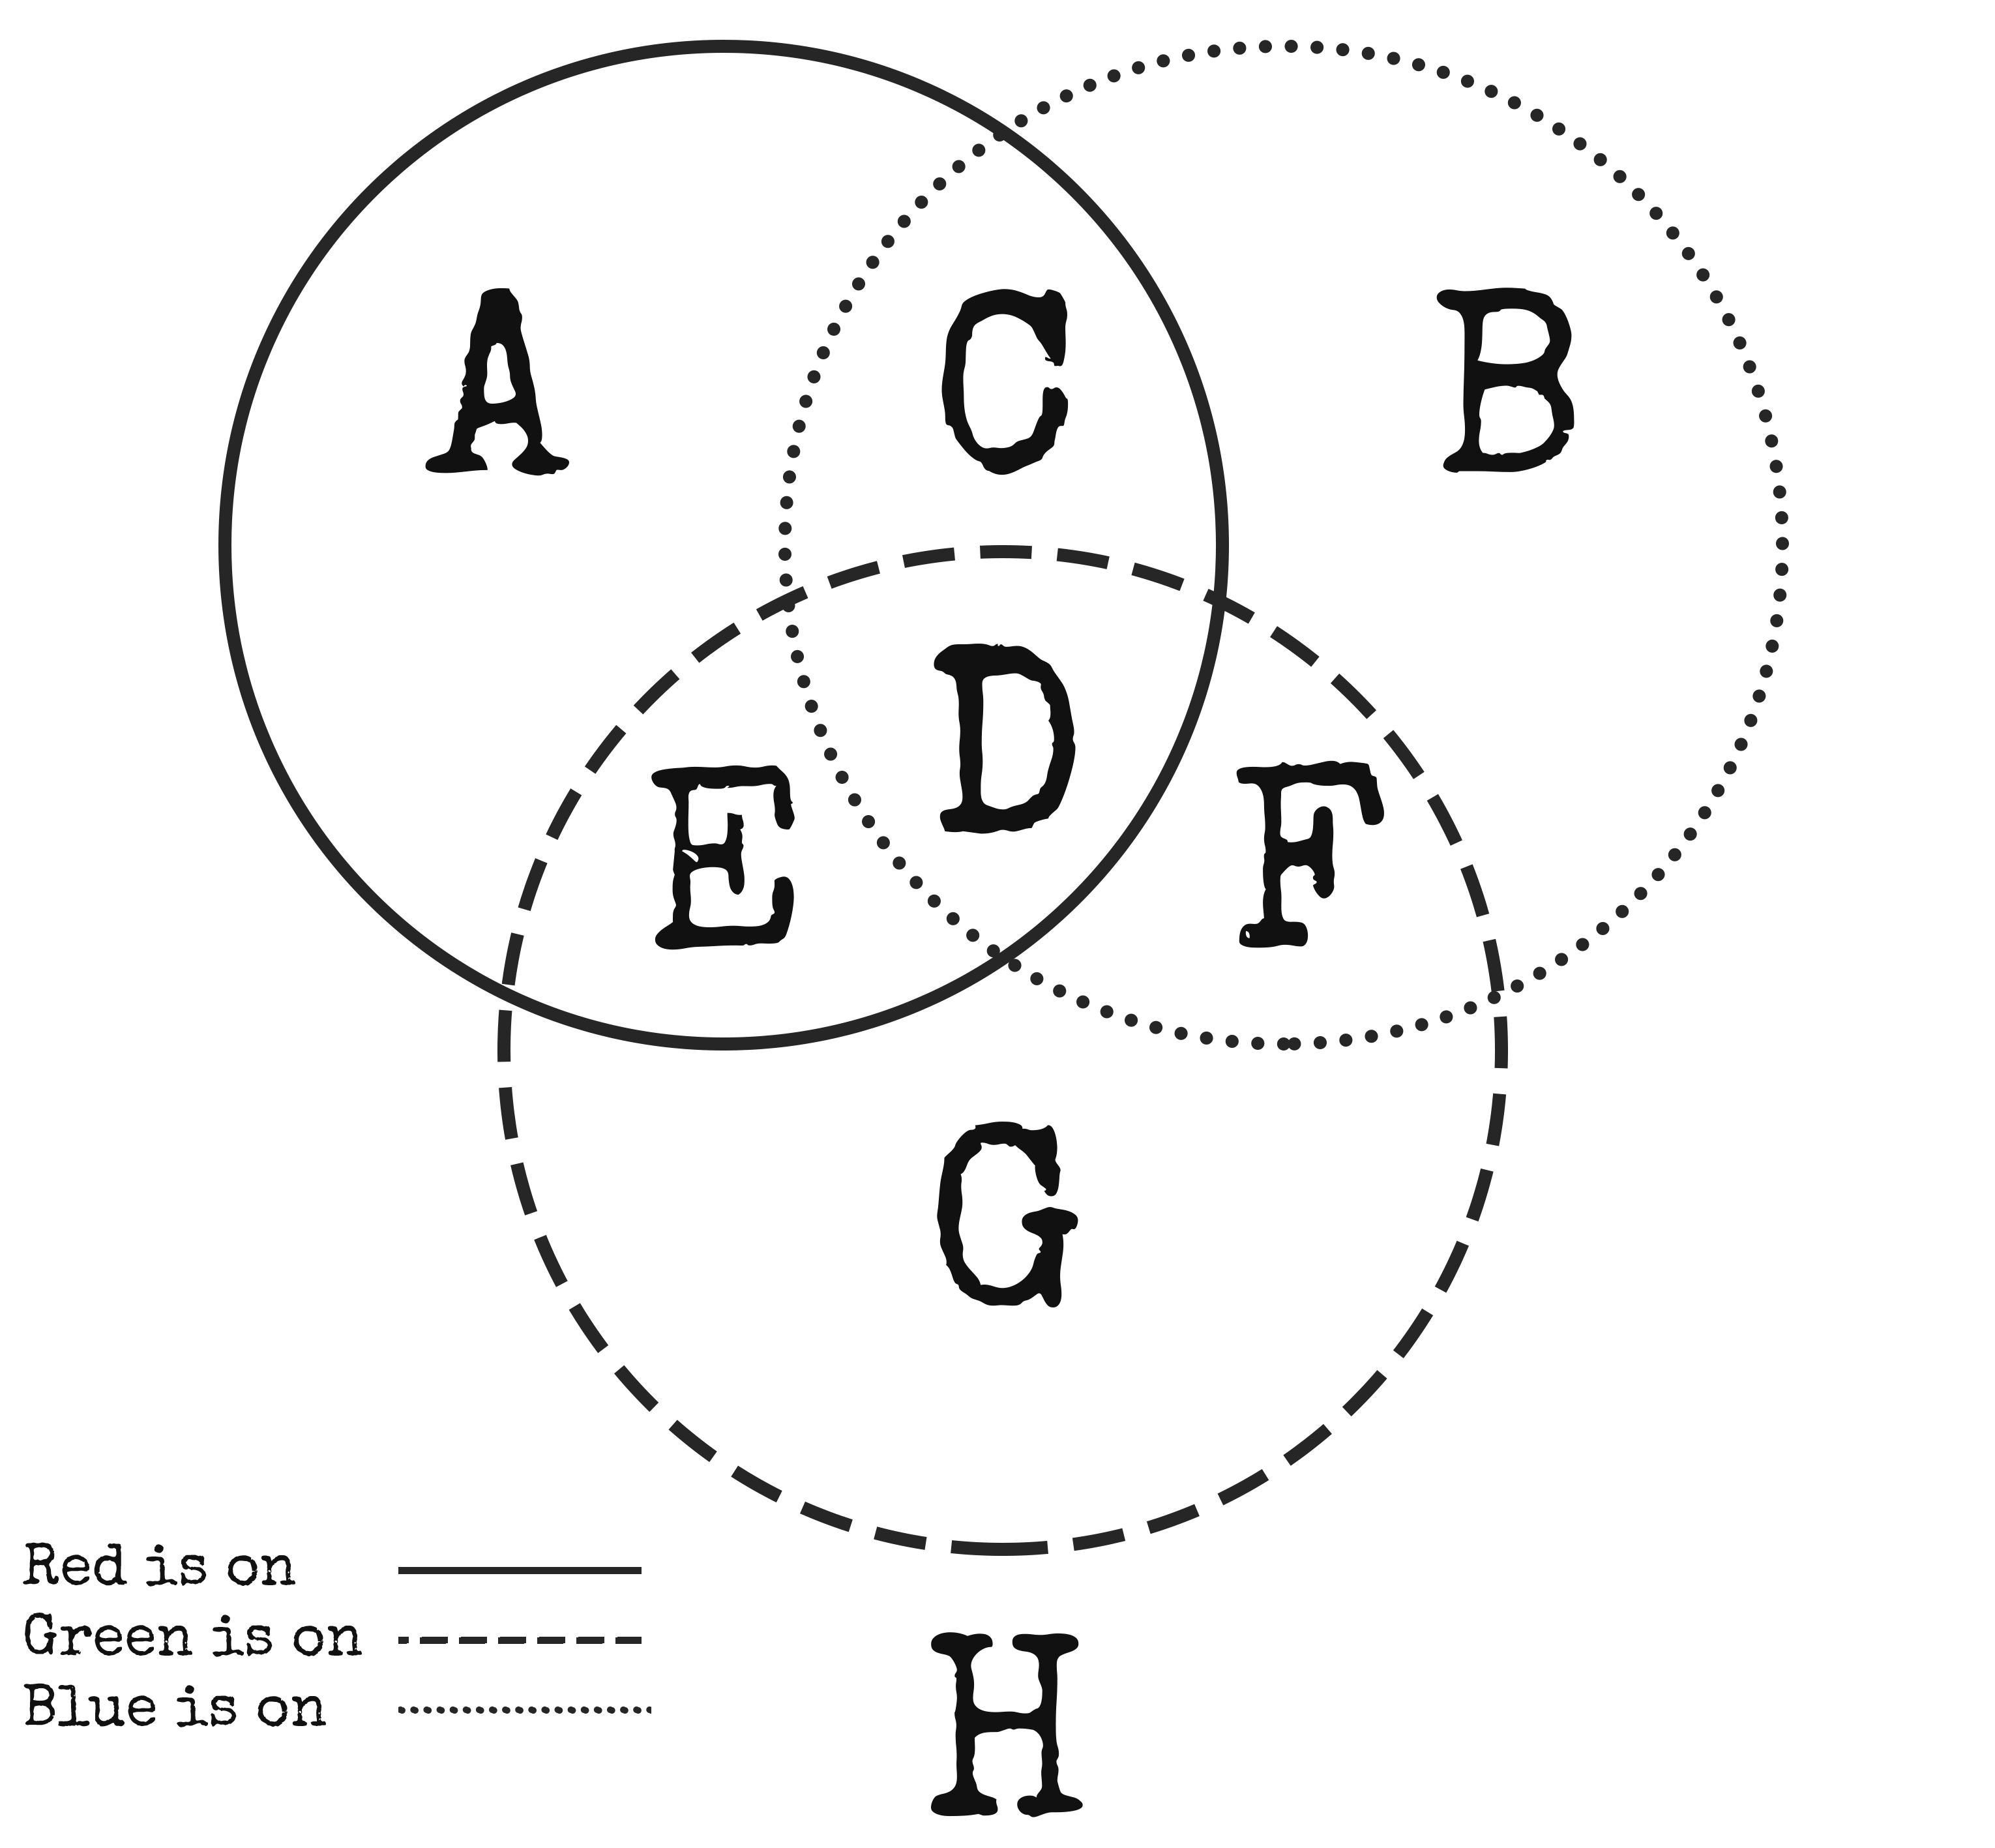 A
C
B
D
E
F
G
Red is on
Green is on
Blue is on
H